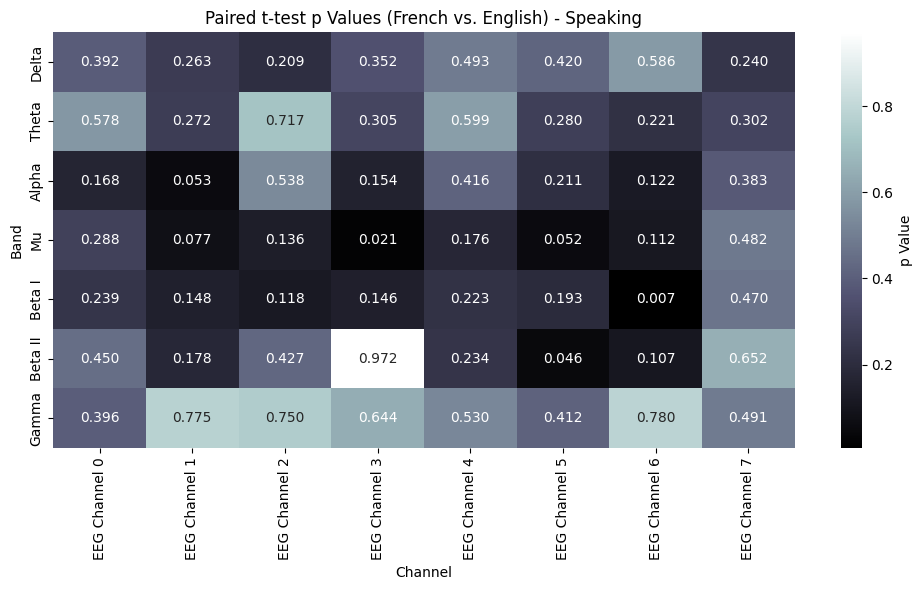 Paired t-test p Values (French vs. English) - Speaking
Delta 0.392 0.263 0.209 0.352 0.493 0.420 0.586 0.240
Theta 0.578 0.272 0.717 0.305 0.599 0.280 0.221 0.302
Alpha 0.168 0.053 0.538 0.154 0.416 0.211 0.122 0.383
Mu 0.288 0.077 0.136 0.021 0.176 0.052 0.112 0.482
Beta I 0.239 0.148 0.118 0.146 0.223 0.193 0.007 0.470
Beta II 0.450 0.178 0.427 0.972 0.234 0.046 0.107 0.652
Gamma 0.396 0.775 0.750 0.644 0.530 0.412 0.780 0.491
Band
EEG Channel 0
EEG Channel 1
EEG Channel 2
EEG Channel 3
EEG Channel 4
EEG Channel 5
EEG Channel 6
EEG Channel 7
Channel
0.8
0.6
0.4
0.2
p Value